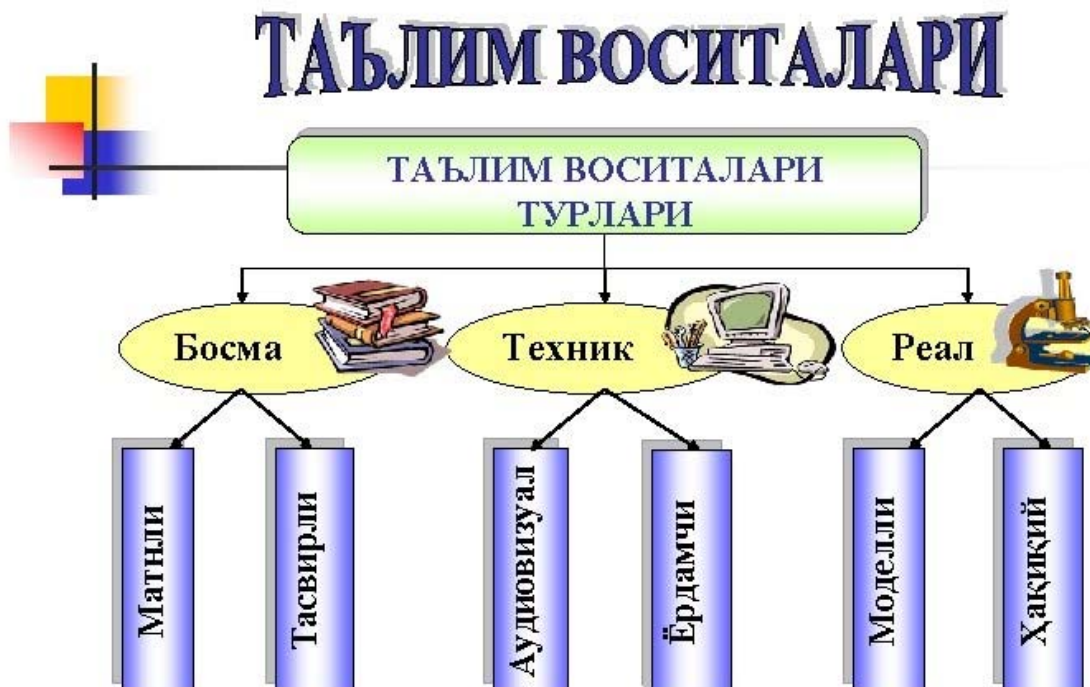 ТАЪЛИМ ВОСИТАЛАРИ
ТАЪЛИМ ВОСИТАЛАРИ
ТУРЛАРИ
Босма
Техник
Реал
Матнли
Тасвирли
Аудиовизуал
Ёрдамчи
Моделли
Ҳақиқий